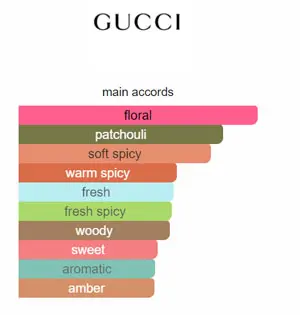 GUCCI
main accords
floral
patchouli
soft spicy
warm spicy
fresh
fresh spicy
woody
sweet
aromatic
amber